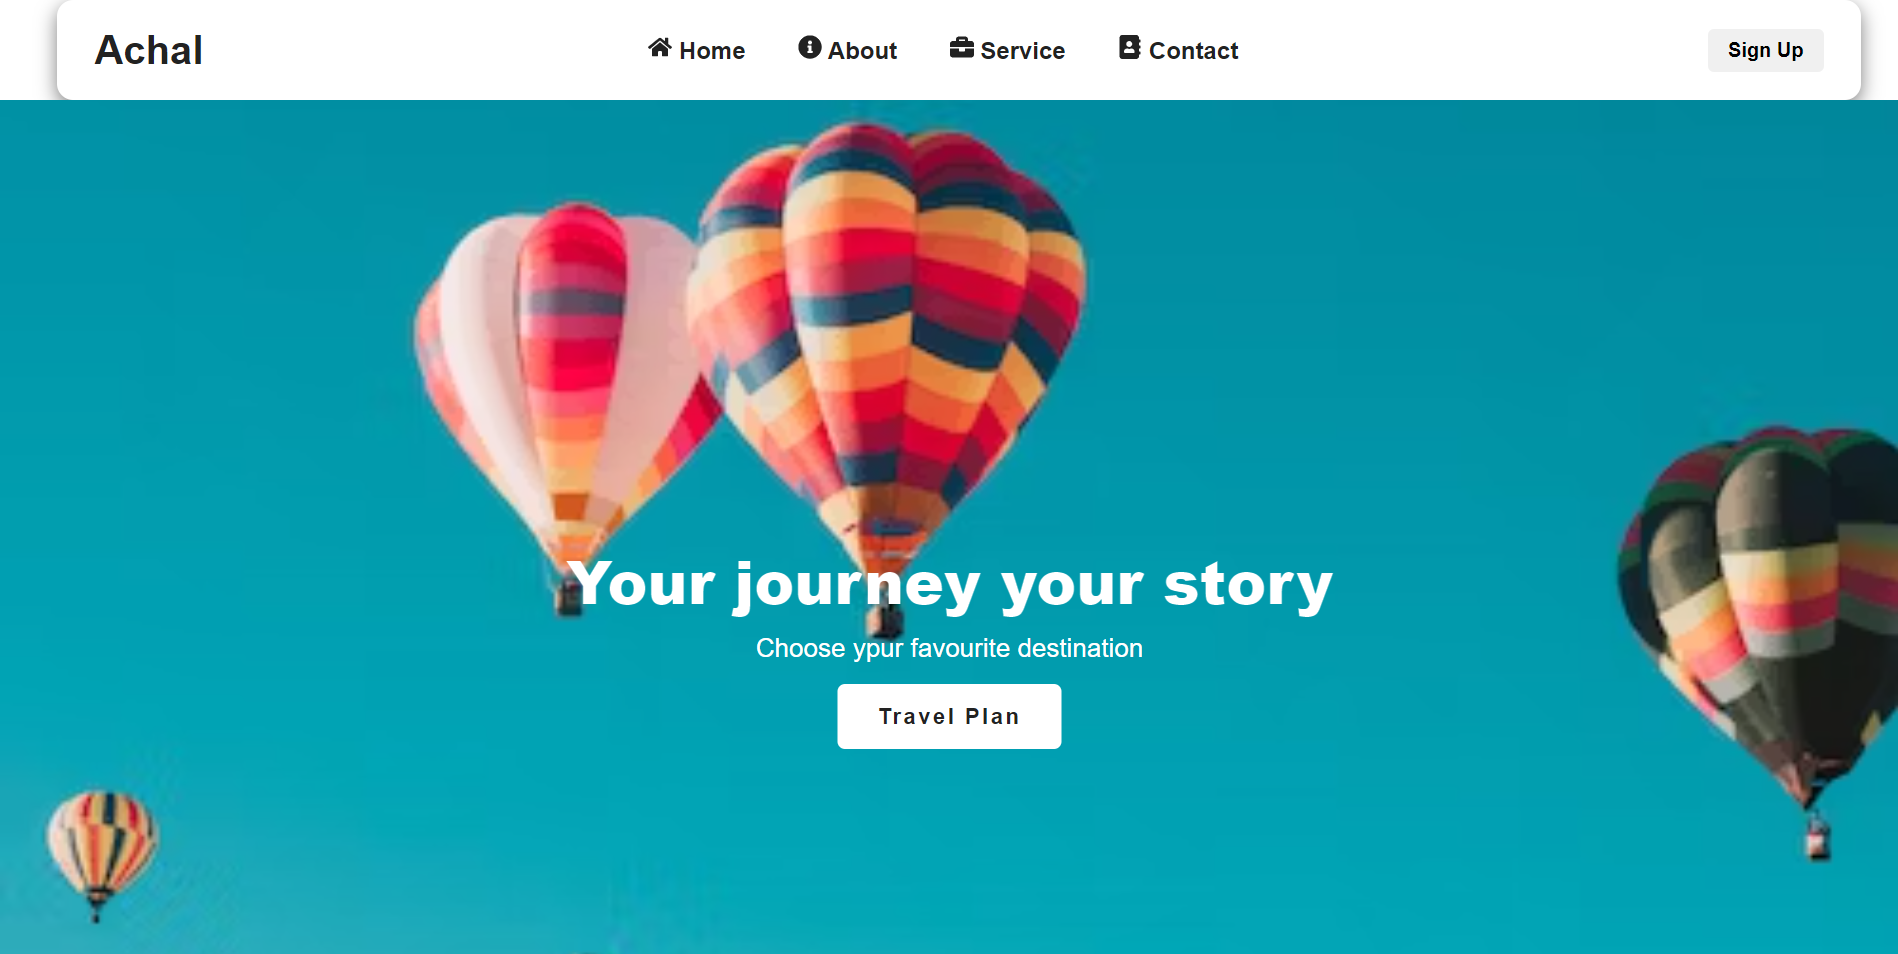 Achal
Home About Service Contact
Sign Up
Your journey your story
Choose ypur favourite destination
Travel Plan